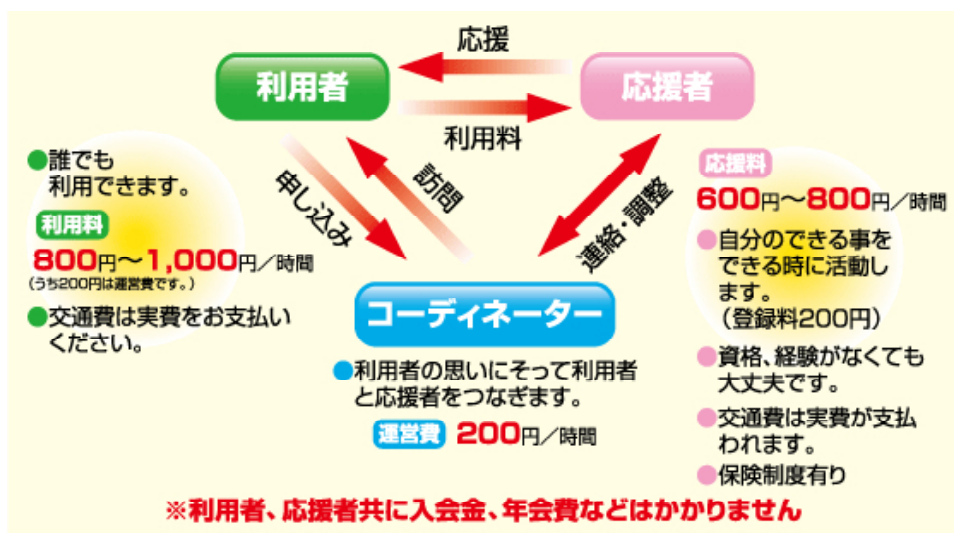 応援
利用者
応援者
利用料
●誰でも
利用できます。
利用料
800円～1,000円／時間
（うち200円は運営費です。）
●交通費は実費をお支払い
ください。
申し込み
訪問
連絡・調整
コーディネーター
●利用者の思いにそって利用者
と応援者をつなぎます。
運営費 200円／時間
応援料
600円～800円／時間
●自分のできる事を
できる時に活動し
ます。
（登録料200円）
●資格、経験がなくても
大丈夫です。
●交通費は実費が支払
われます。
●保険制度有り
※利用者、応援者共に入会金、年会費などはかかりません